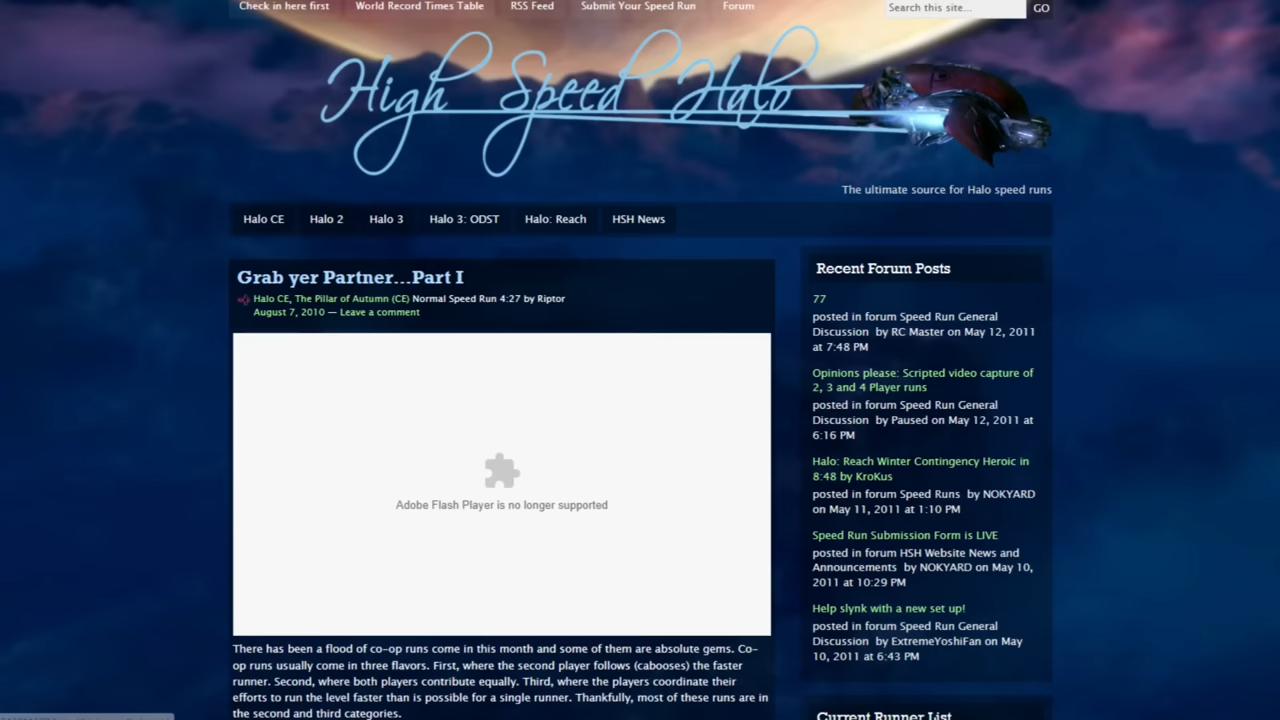 Check in here first
World Record Times Table
RSS Feed
Submit Your Speed Run
Forum
Search this site...
GO
High Speed Halo
The ultimate source for Halo speed runs
Halo CE
Halo 2
Halo 3
Halo 3: ODST
Halo: Reach
HSH News
Grab yer Partner...Part I
Halo CE, The Pillar of Autumn (CE) Normal Speed Run 4:27 by Riptor
August 7, 2010 — Leave a comment
Adobe Flash Player is no longer supported
There has been a flood of co-op runs come in this month and some of them are absolute gems. Co-
op runs usually come in three flavors. First, where the second player follows (cabooses) the faster
runner. Second, where both players contribute equally. Third, where the players coordinate their
efforts to run the level faster than is possible for a single runner. Thankfully, most of these runs are in
the second and third categories.
Recent Forum Posts
77
posted in forum Speed Run General
Discussion by RC Master on May 12, 2011
at 7:48 PM
Opinions please: Scripted video capture of
2, 3 and 4 Player runs
posted in forum Speed Run General
Discussion by Paused on May 12, 2011 at
6:16 PM
Halo: Reach Winter Contingency Heroic in
8:48 by KroKus
posted in forum Speed Runs by NOKYARD
on May 11, 2011 at 1:10 PM
Speed Run Submission Form is LIVE
posted in forum HSH Website News and
Announcements by NOKYARD on May 10,
2011 at 10:29 PM
Help slynk with a new set up!
posted in forum Speed Run General
Discussion by ExtremeYoshiFan on May
10, 2011 at 6:43 PM
Current Runner List